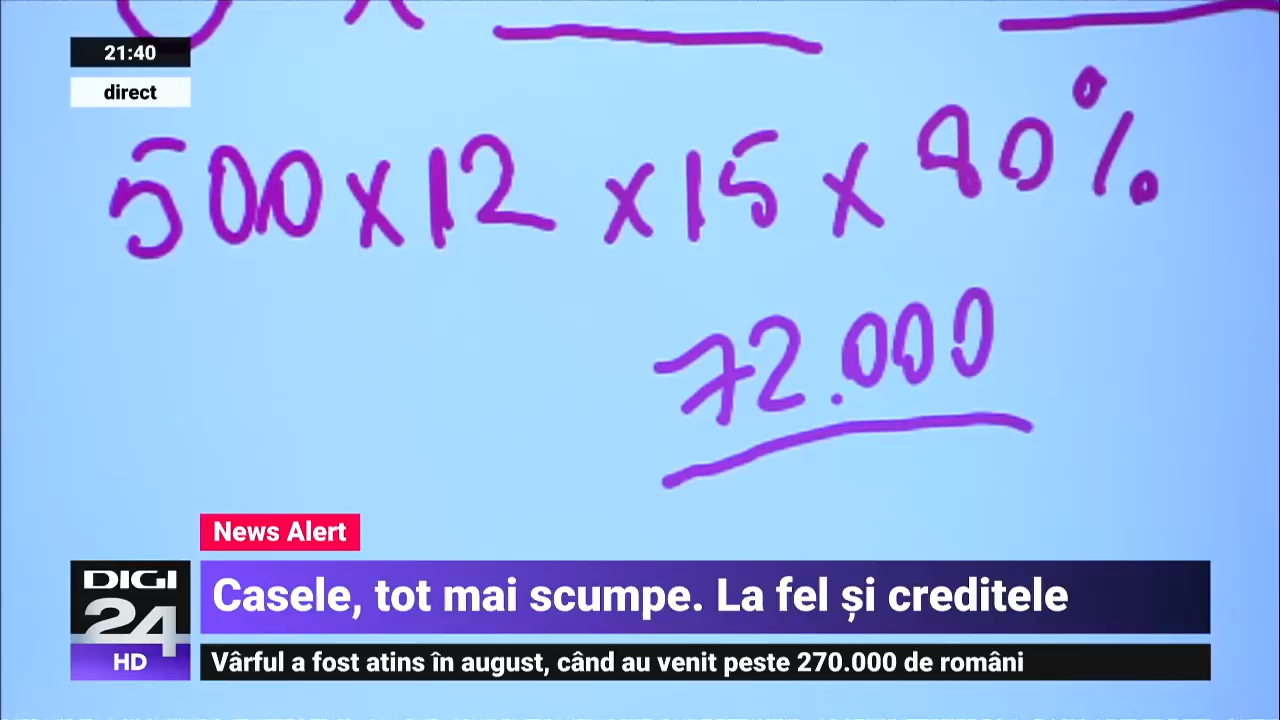 21:40
direct
500 x 12 x 15 x 80%
72.000
News Alert
DIGI
24
HD
Casele, tot mai scumpe. La fel și creditele
Vârful a fost atins în august, când au venit peste 270.000 de români